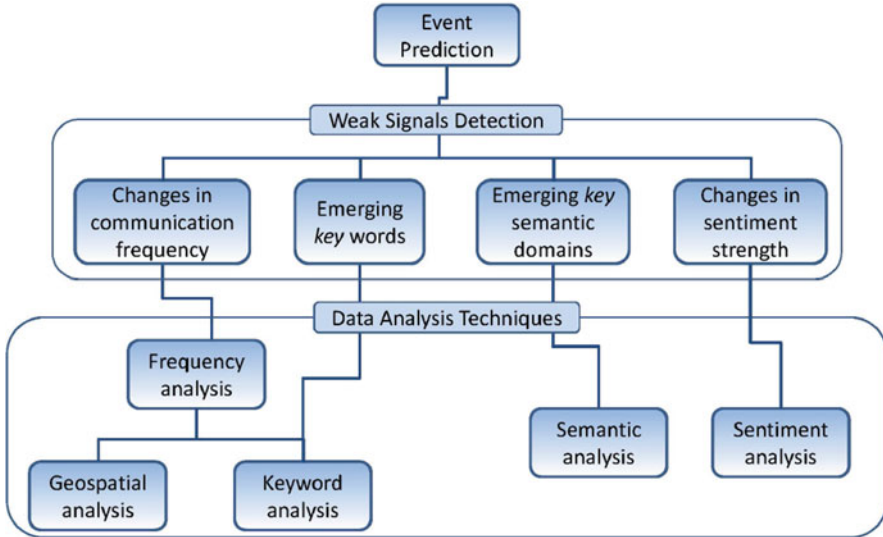 Event
Prediction
Weak Signals Detection
Changes in
communication
frequency
Emerging
key words
Emerging key
semantic
domains
Changes in
sentiment
strength
Data Analysis Techniques
Frequency
analysis
Geospatial
analysis
Keyword
analysis
Semantic
analysis
Sentiment
analysis